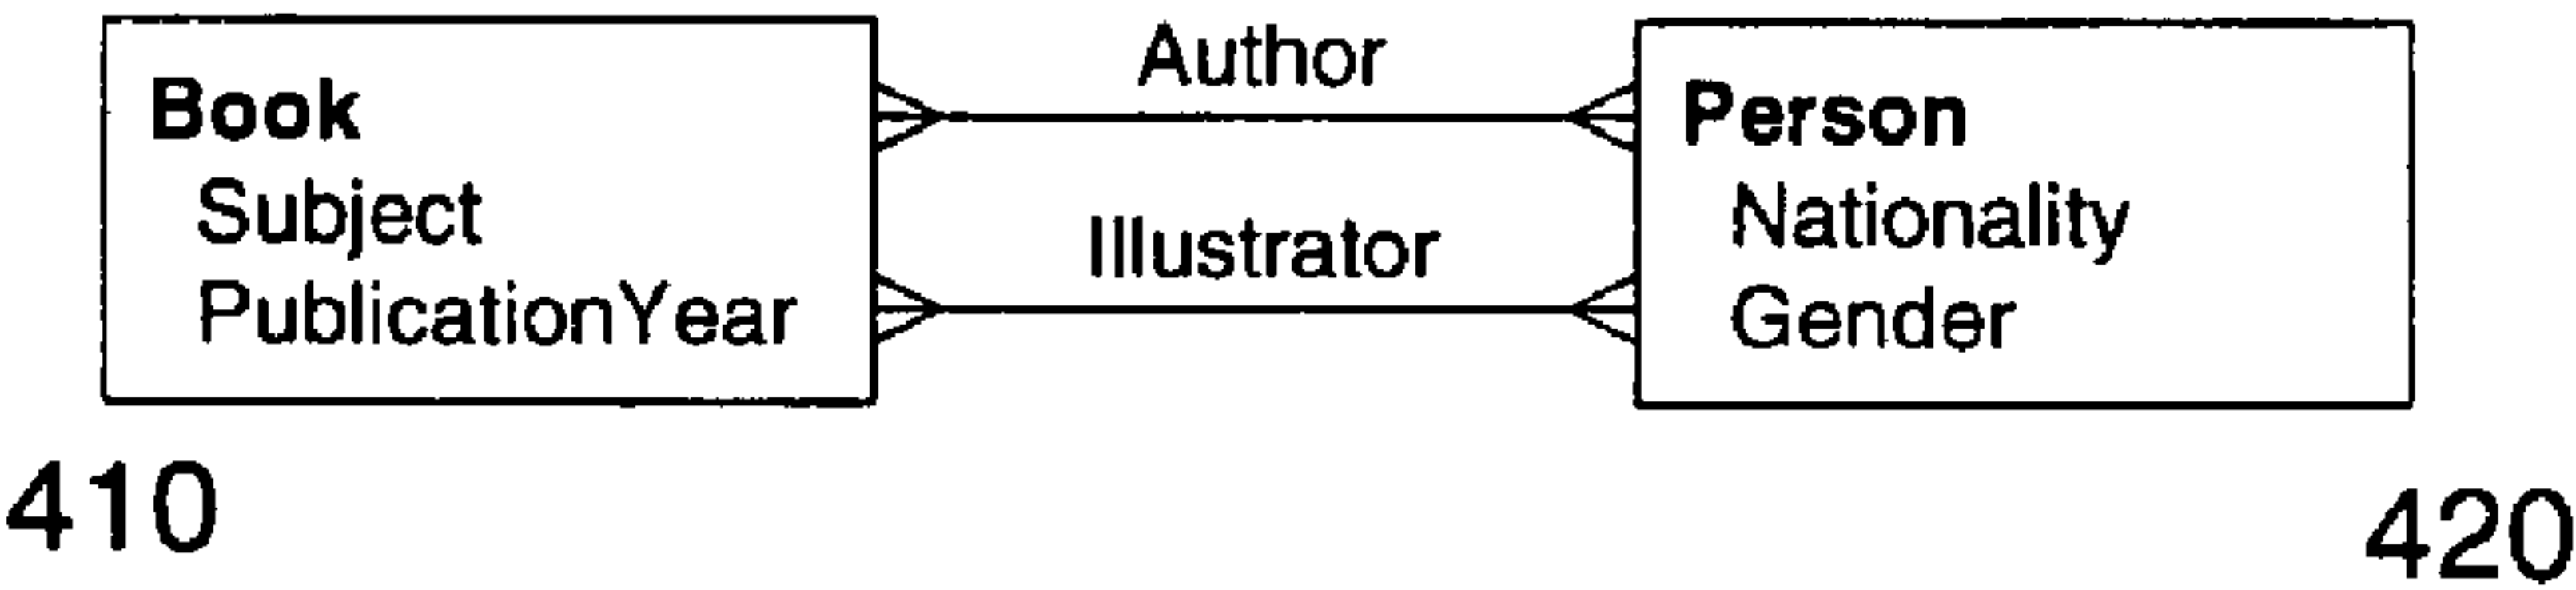 Book
Subject
PublicationYear
Author
Illustrator
Person
Nationality
Gender
410
420